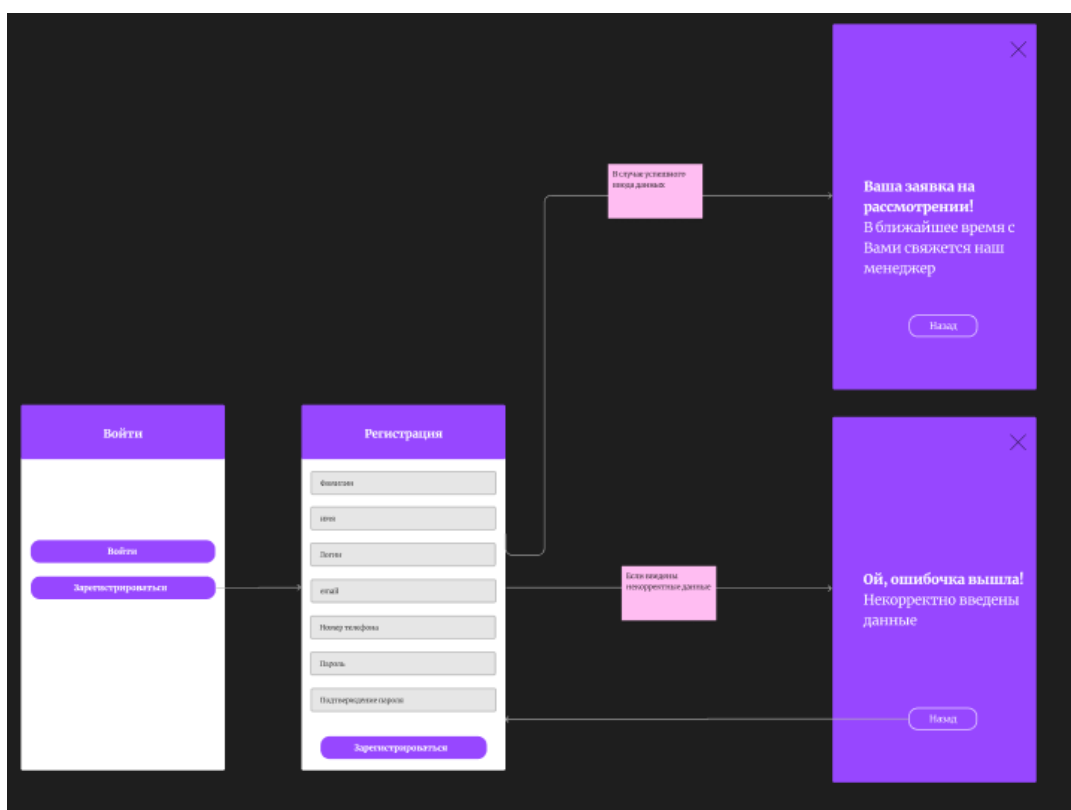 В случае успешного
ввода данных
Ваша заявка на
рассмотрении!
В ближайшее время с
Вами свяжется наш
менеджер
Назад
Войти
Войти
Зарегистрироваться
Регистрация
Фамилия
имя
Логин
email
Номер телефона
Пароль
Подтверждение пароля
Зарегистрироваться
Если введены
некорректные данные
Ой, ошибочка вышла!
Некорректно введены
данные
Назад